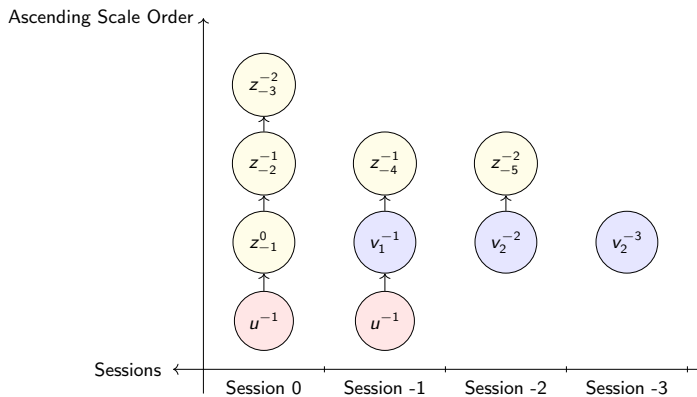 Ascending Scale Order
z_{-3}^{-2}
z_{-2}^{-1} z_{-4}^{-1} z_{-5}^{-2}
z_{-1}^{0} v_{1}^{-1} v_{2}^{-2} v_{2}^{-3}
u^{-1} u^{-1}
Sessions
Session 0 Session -1 Session -2 Session -3